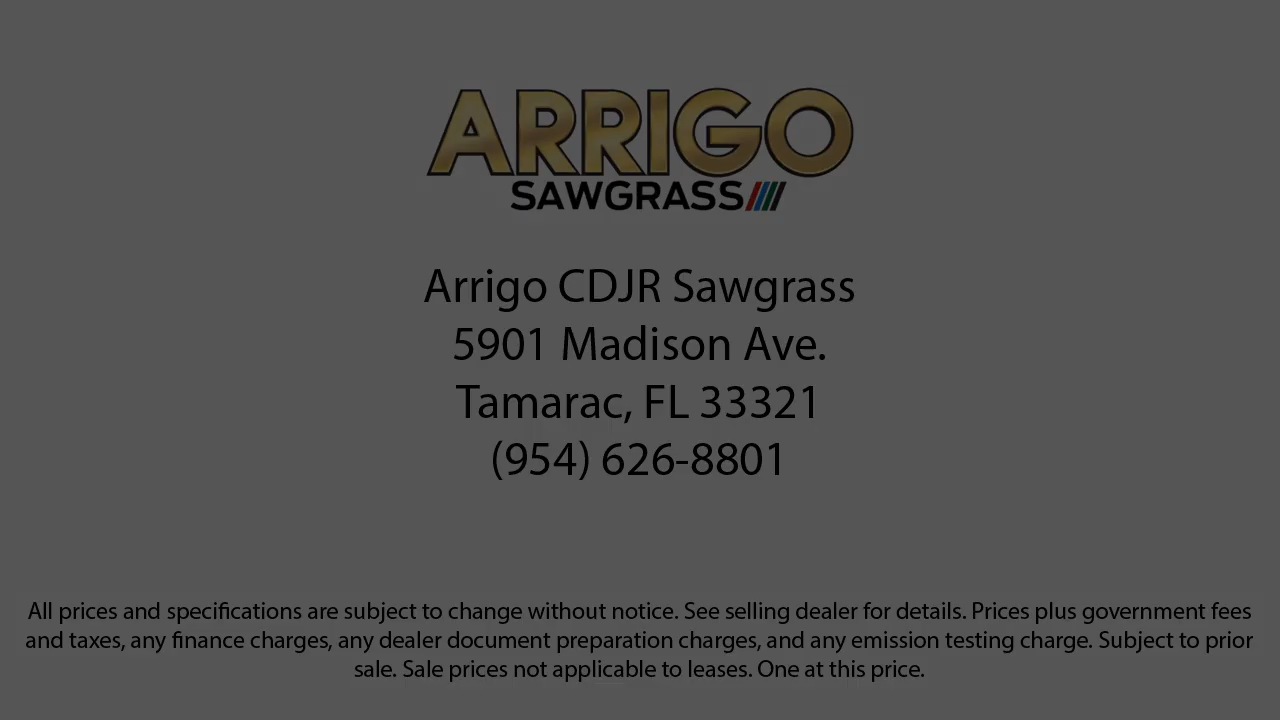 ARRIGO
SAWGRASS
Arrigo CDJR Sawgrass
5901 Madison Ave.
Tamarac, FL 33321
(954) 626-8801
All prices and specifications are subject to change without notice. See selling dealer for details. Prices plus government fees
and taxes, any finance charges, any dealer document preparation charges, and any emission testing charge. Subject to prior
sale. Sale prices not applicable to leases. One at this price.